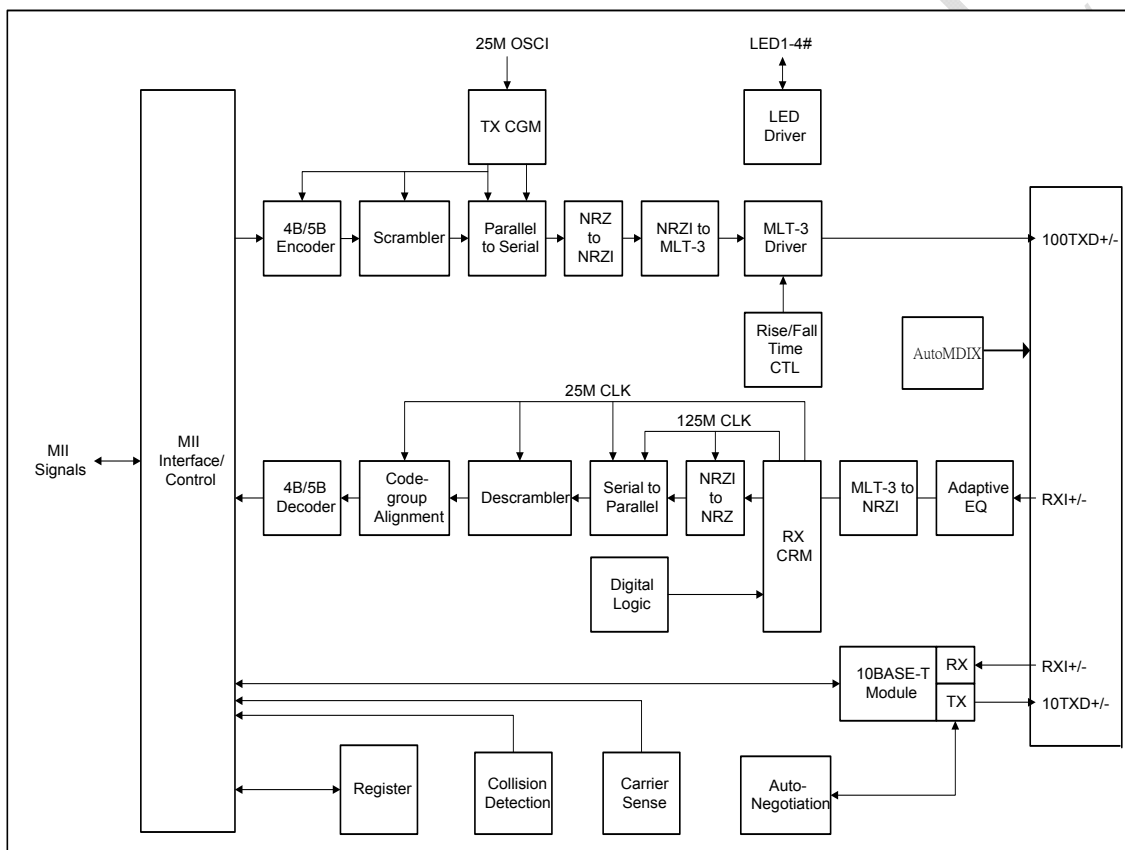 25M OSCI
LED1-4#
TX CGM
LED
Driver
4B/5B
Encoder
Scrambler
Parallel
to Serial
NRZ
to
NRZI
NRZI to
MLT-3
MLT-3
Driver
100TXD+/-
Rise/Fall
Time
CTL
AutoMDIX
25M CLK
125M CLK
MII
Signals
MII
Interface/
Control
4B/5B
Decoder
Code-
group
Alignment
Descrambler
Serial to
Parallel
NRZI
to
NRZ
RX
CRM
MLT-3 to
NRZI
Adaptive
EQ
RXI+/-
Digital
Logic
10BASE-T
Module
RX
TX
RXI+/-
10TXD+/-
Register
Collision
Detection
Carrier
Sense
Auto-
Negotiation